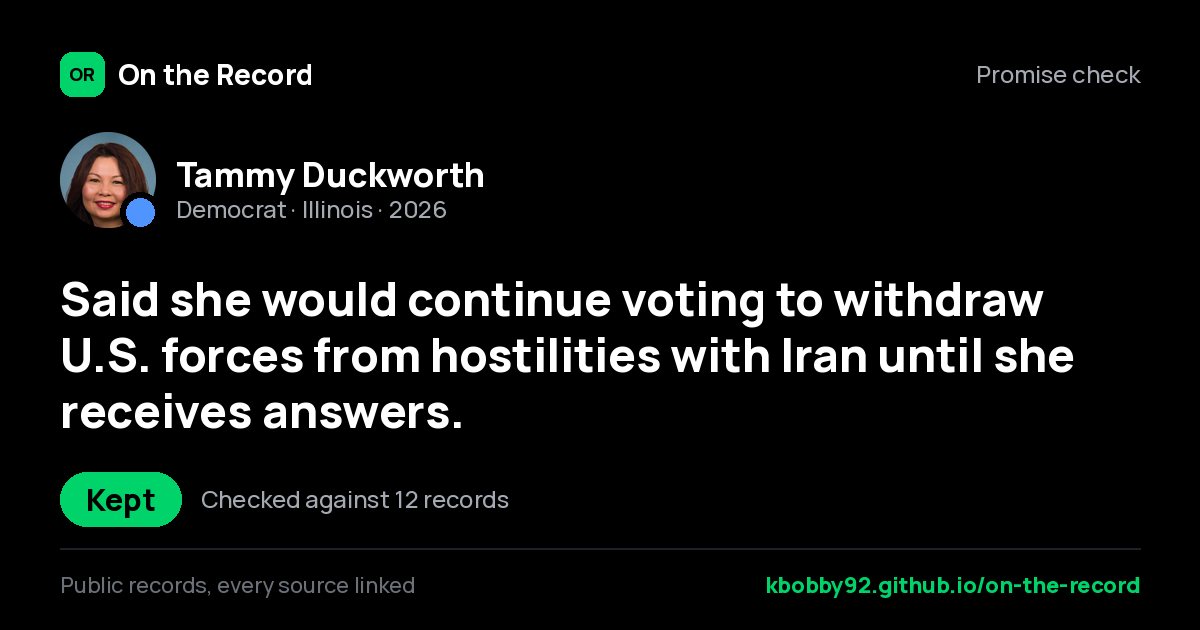 OR On the Record
Promise check
Tammy Duckworth
Democrat · Illinois · 2026
Said she would continue voting to withdraw
U.S. forces from hostilities with Iran until she
receives answers.
Kept
Checked against 12 records
Public records, every source linked
kbobby92.github.io/on-the-record